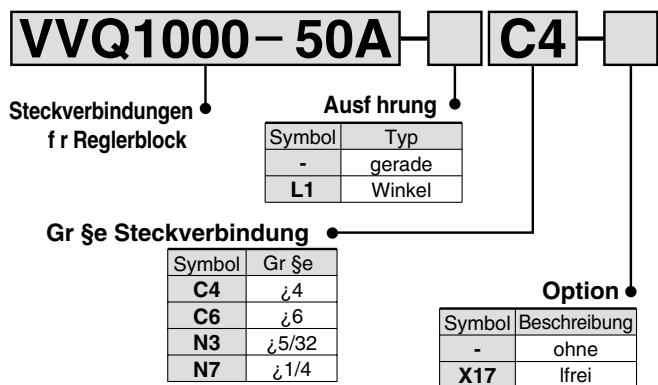 VVQ1000-50A-□ C4-□
Steckverbindungen
f r Reglerblock
Ausf hrung
Symbol Typ
- gerade
L1 Winkel
Gr §e Steckverbindung
Symbol Gr §e
C4 ¿4
C6 ¿6
N3 ¿5/32
N7 ¿1/4
Option
Symbol Beschreibung
- ohne
X17 lfrei